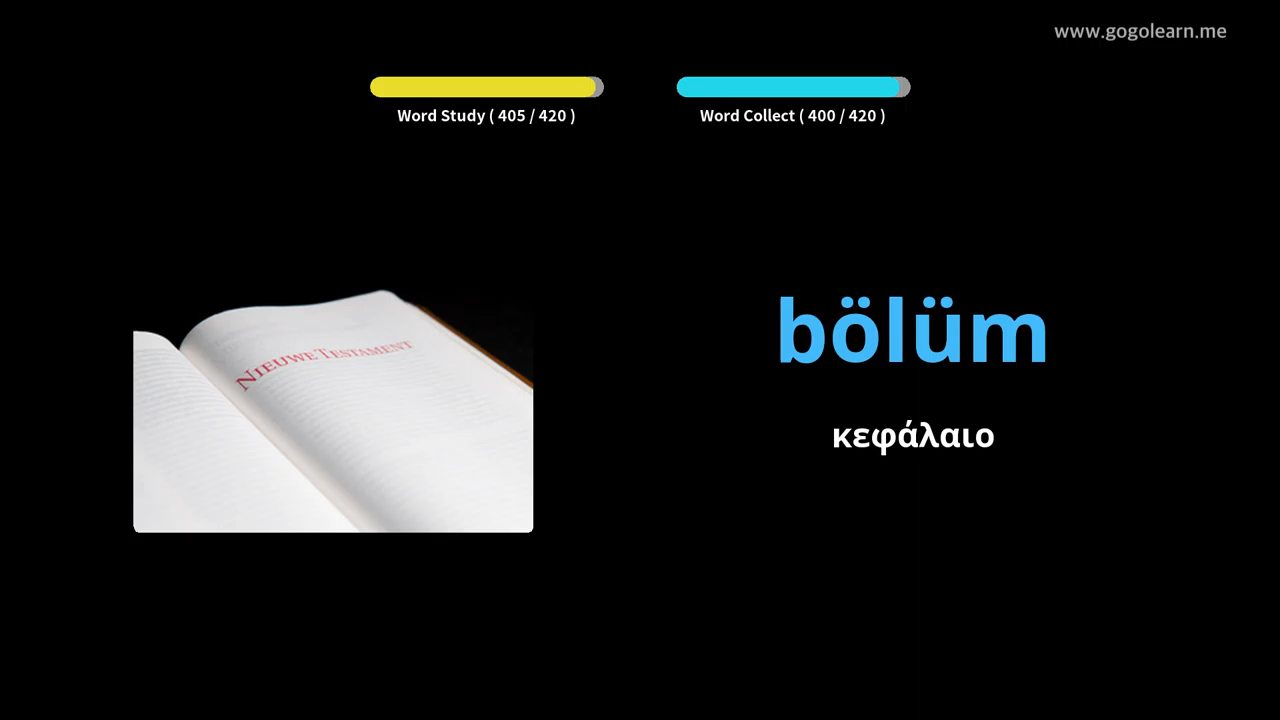 www.gogolearn.me
Word Study ( 405 / 420 )
Word Collect ( 400 / 420 )
NIEUWE TESTAMENT
bölüm
κεφάλαιο